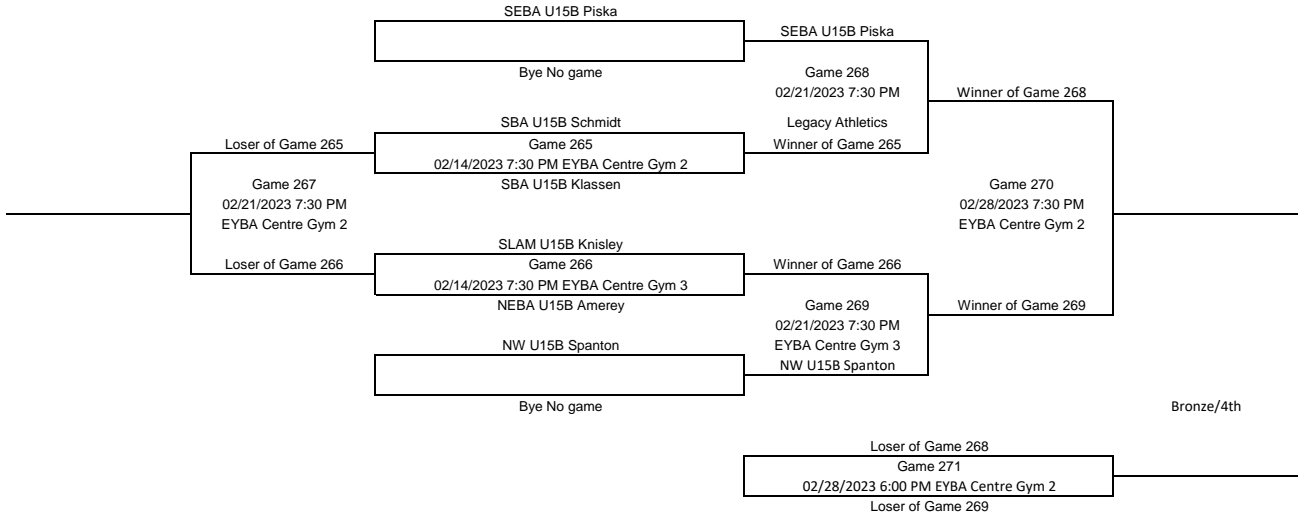 SEBA U15B Piska
SEBA U15B Piska
Bye No game
Game 268
02/21/2023 7:30 PM
Winner of Game 268
SBA U15B Schmidt
Legacy Athletics
Loser of Game 265
Game 265
Winner of Game 265
02/14/2023 7:30 PM EYBA Centre Gym 2
Game 267
SBA U15B Klassen
Game 270
02/21/2023 7:30 PM
02/28/2023 7:30 PM
EYBA Centre Gym 2
EYBA Centre Gym 2
SLAM U15B Knisley
Loser of Game 266
Game 266
Winner of Game 266
02/14/2023 7:30 PM EYBA Centre Gym 3
NEBA U15B Amerey
Game 269
Winner of Game 269
02/21/2023 7:30 PM
NW U15B Spanton
EYBA Centre Gym 3
NW U15B Spanton
Bye No game
Bronze/4th
Loser of Game 268
Game 271
02/28/2023 6:00 PM EYBA Centre Gym 2
Loser of Game 269